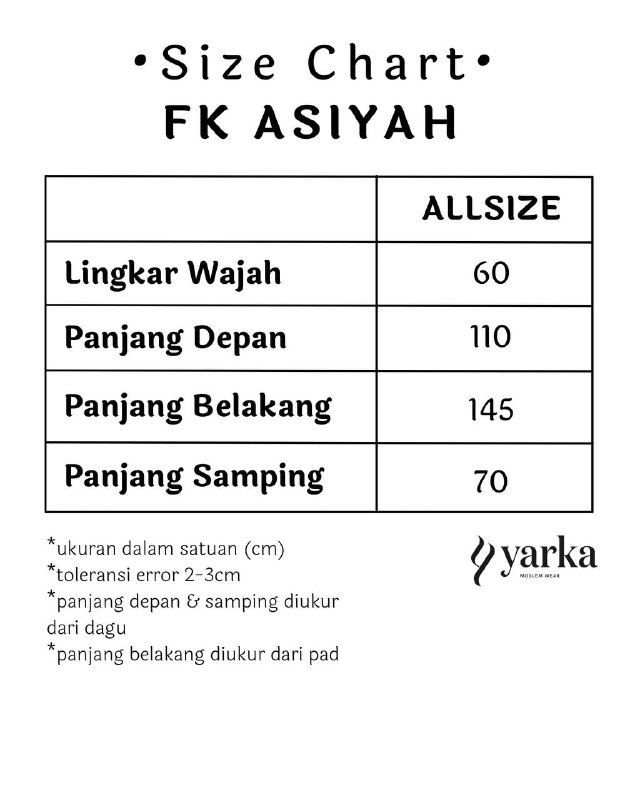 •Size Chart•
FK ASIYAH
ALLSIZE
Lingkar Wajah 60
Panjang Depan 110
Panjang Belakang 145
Panjang Samping 70
*ukuran dalam satuan (cm)
*toleransi error 2-3cm
*panjang depan & samping diukur
dari dagu
*panjang belakang diukur dari pad
yarka
MOSLEM WEAR